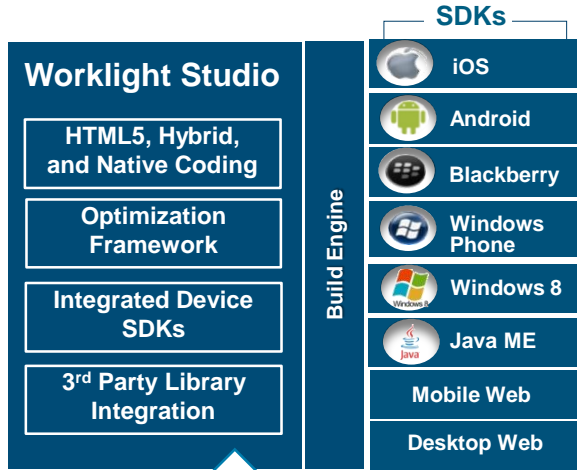 SDKs
Worklight Studio
HTML5, Hybrid,
and Native Coding
Optimization
Framework
Integrated Device
SDKs
3rd Party Library
Integration
Build Engine
iOS
Android
Blackberry
Windows
Phone
Windows 8
Windows 8
Java
Java ME
Mobile Web
Desktop Web